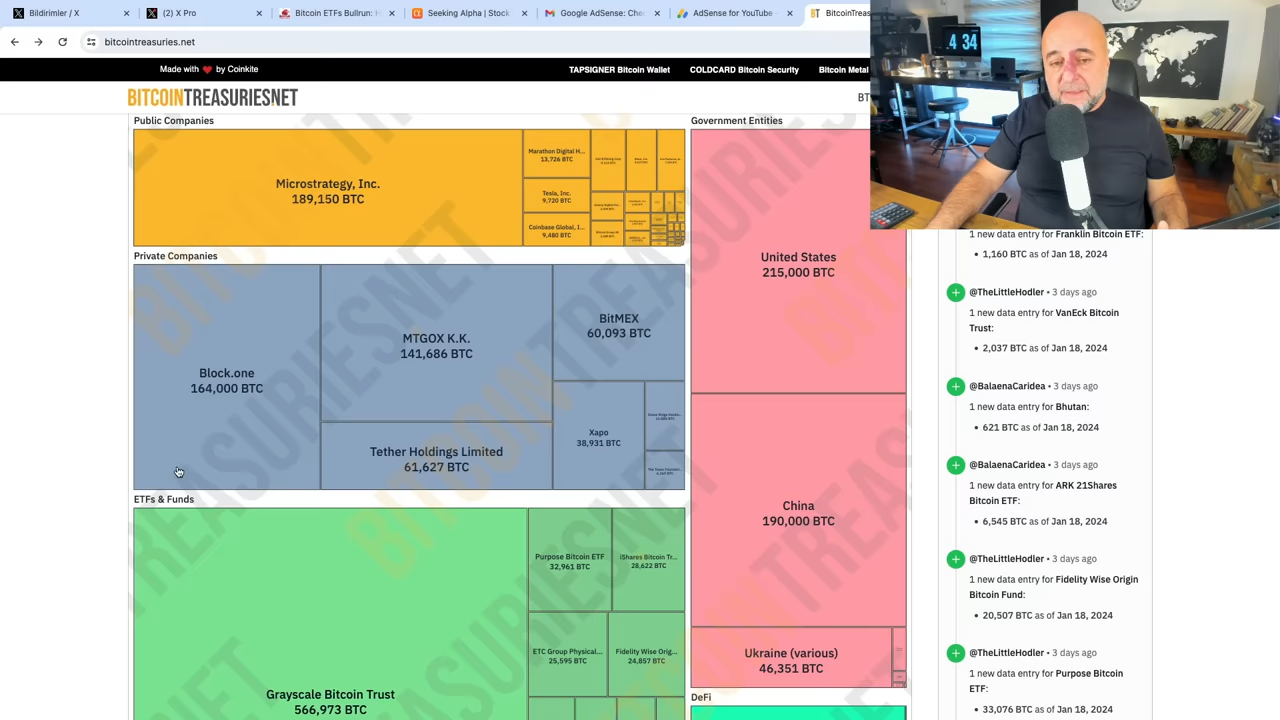 Bildirimler / X
(2) X Pro
Bitcoin ETFs Bullrun:
Seeking Alpha | Stock
Google AdSense: Che
AdSense for YouTube -
BitcoinTreas
bitcointreasuries.net
Made with ❤ by Coinkite
TAPSIGNER Bitcoin Wallet
COLDCARD Bitcoin Security
Bitcoin Metal
BITCOINTREASURIES.NET
BT
4 34
Public Companies
Microstrategy, Inc.
189,150 BTC
Marathon Digital H...
13,726 BTC
Tesla, Inc.
9,720 BTC
Coinbase Global, I...
9,480 BTC
Private Companies
Block.one
164,000 BTC
MTGOX K.K.
141,686 BTC
Tether Holdings Limited
61,627 BTC
BitMEX
60,093 BTC
Xapo
38,931 BTC
ETFs & Funds
Grayscale Bitcoin Trust
566,973 BTC
Purpose Bitcoin ETF
32,961 BTC
iShares Bitcoin Tr...
28,622 BTC
ETC Group Physical...
25,595 BTC
Fidelity Wise Orig...
24,857 BTC
Government Entities
United States
215,000 BTC
China
190,000 BTC
Ukraine (various)
46,351 BTC
DeFi
1 new data entry for Franklin Bitcoin ETF:
• 1,160 BTC as of Jan 18, 2024
@TheLittleHodler • 3 days ago
1 new data entry for VanEck Bitcoin
Trust:
• 2,037 BTC as of Jan 18, 2024
@BalaenaCaridea • 3 days ago
1 new data entry for Bhutan:
• 621 BTC as of Jan 18, 2024
@BalaenaCaridea • 3 days ago
1 new data entry for ARK 21Shares
Bitcoin ETF:
• 6,545 BTC as of Jan 18, 2024
@TheLittleHodler • 3 days ago
1 new data entry for Fidelity Wise Origin
Bitcoin Fund:
• 20,507 BTC as of Jan 18, 2024
@TheLittleHodler • 3 days ago
1 new data entry for Purpose Bitcoin
ETF:
• 33,076 BTC as of Jan 18, 2024
BITCOINTREASURIESNET